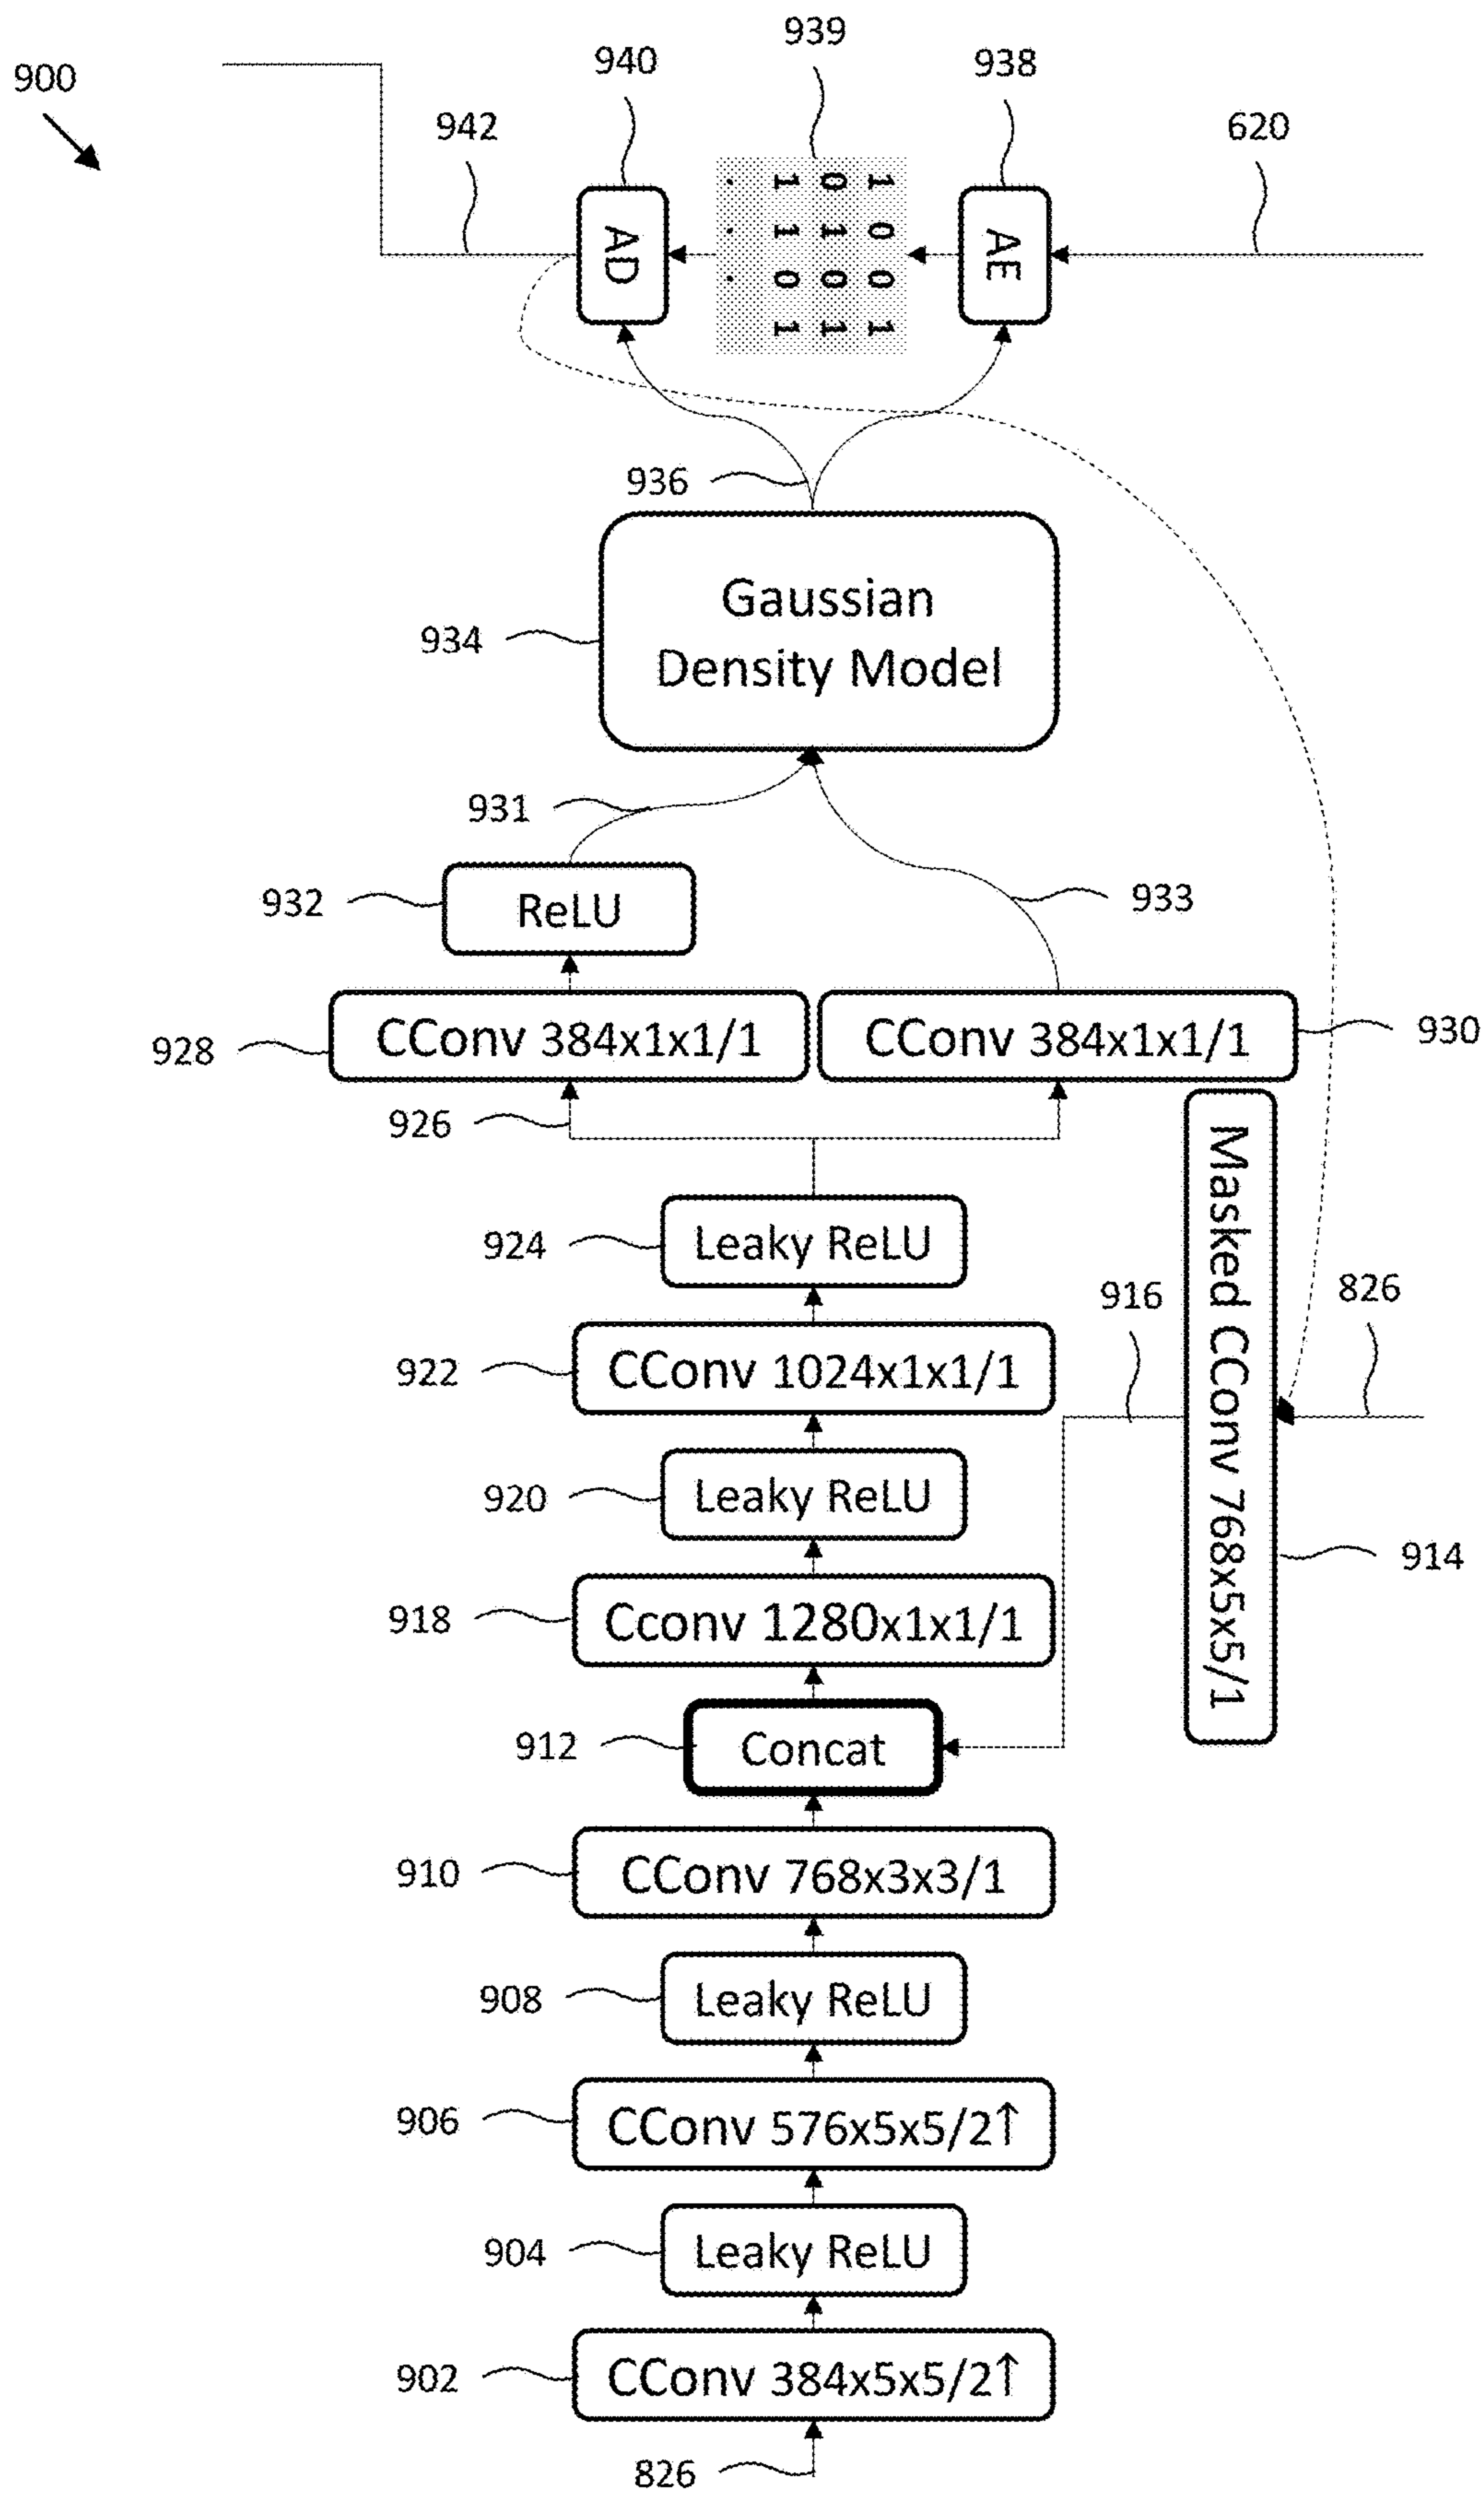 900
939
940
938
942
620
AD
1 0 0 1
0 1 0 1
1 1 0 1
. . .
AE
936
Gaussian
Density Model
934
931
932
ReLU
933
928
CConv 384x1x1/1
CConv 384x1x1/1
930
926
924
Leaky ReLU
Masked CConv 768x5x5/1
916
826
922
CConv 1024x1x1/1
920
Leaky ReLU
914
918
Cconv 1280x1x1/1
912
Concat
910
CConv 768x3x3/1
908
Leaky ReLU
906
CConv 576x5x5/2↑
904
Leaky ReLU
902
CConv 384x5x5/2↑
826